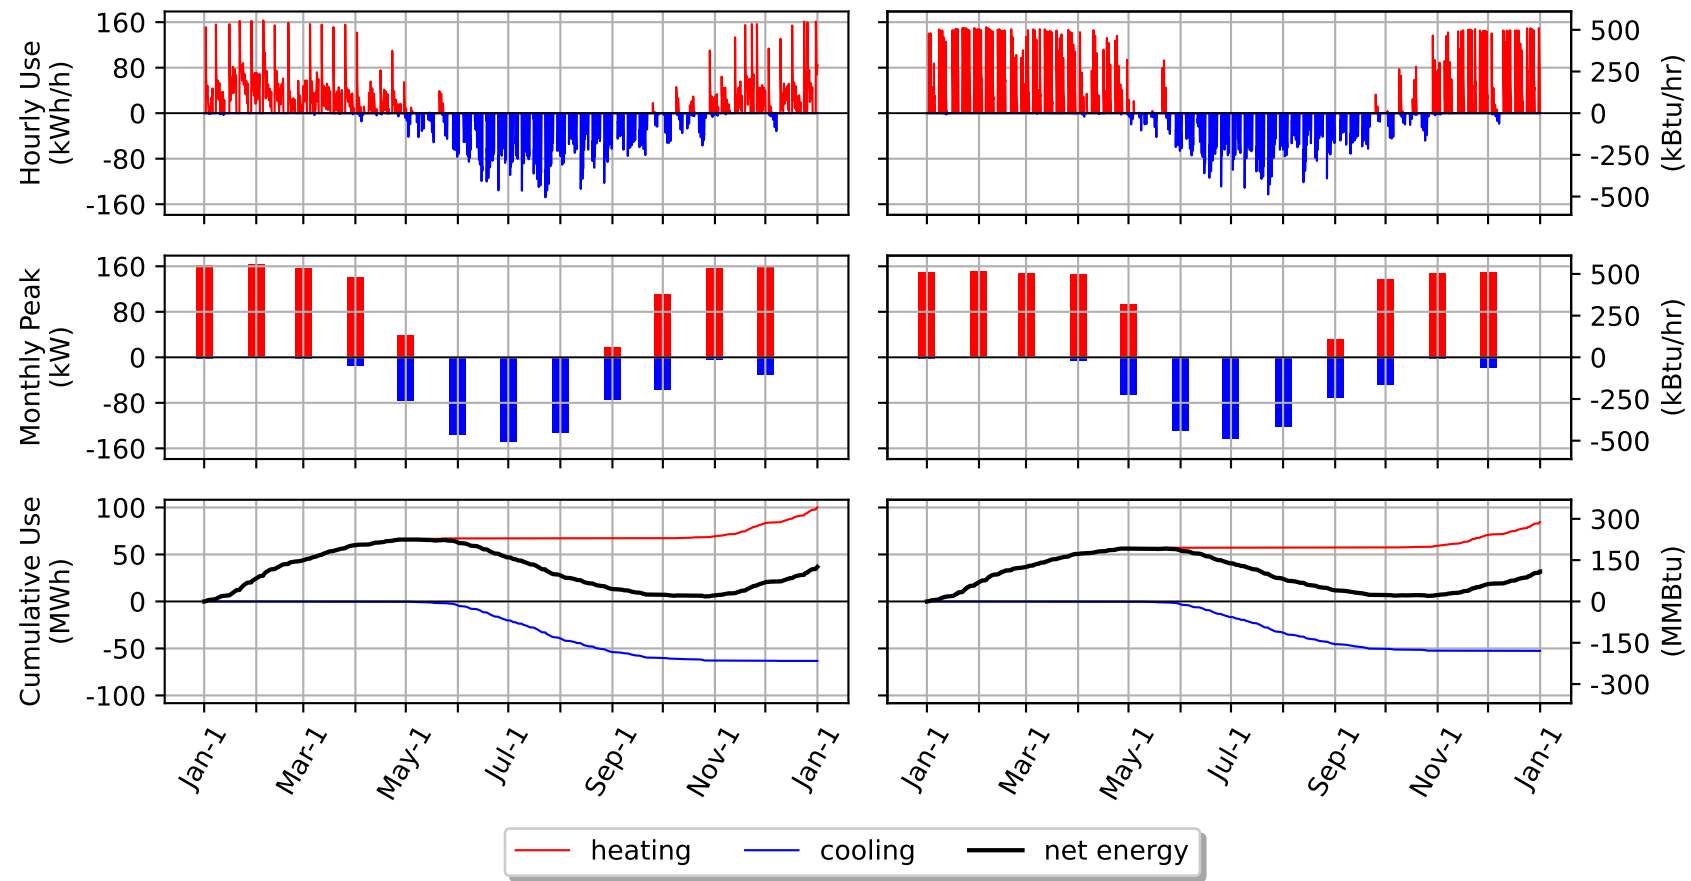 Hourly Use
(kWh/h)
160
80
0
-80
-160
500
250
0
-250
-500
(kBtu/hr)
Monthly Peak
(kW)
160
80
0
-80
-160
500
250
0
-250
-500
(kBtu/hr)
Cumulative Use
(MWh)
100
50
0
-50
-100
300
150
0
-150
-300
(MMBtu)
Jan-1 Mar-1 May-1 Jul-1 Sep-1 Nov-1 Jan-1
Jan-1 Mar-1 May-1 Jul-1 Sep-1 Nov-1 Jan-1
heating cooling net energy